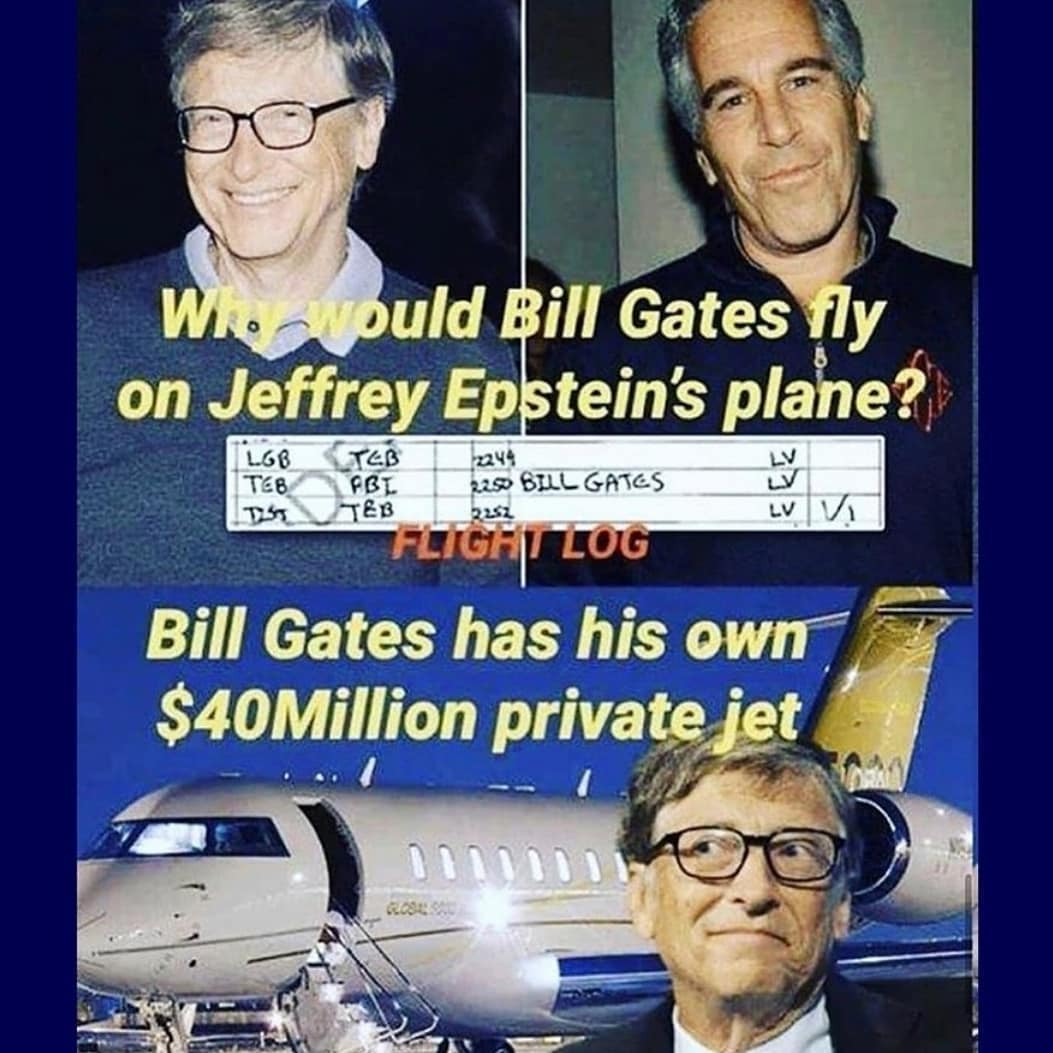 Why would Bill Gates fly
on Jeffrey Epstein's plane?
LGB TEB 2249 LV
TEB PBI 2250 BILL GATES LV
TEB 2252 LV
FLIGHT LOG
Bill Gates has his own
$40Million private jet
GLOBAL